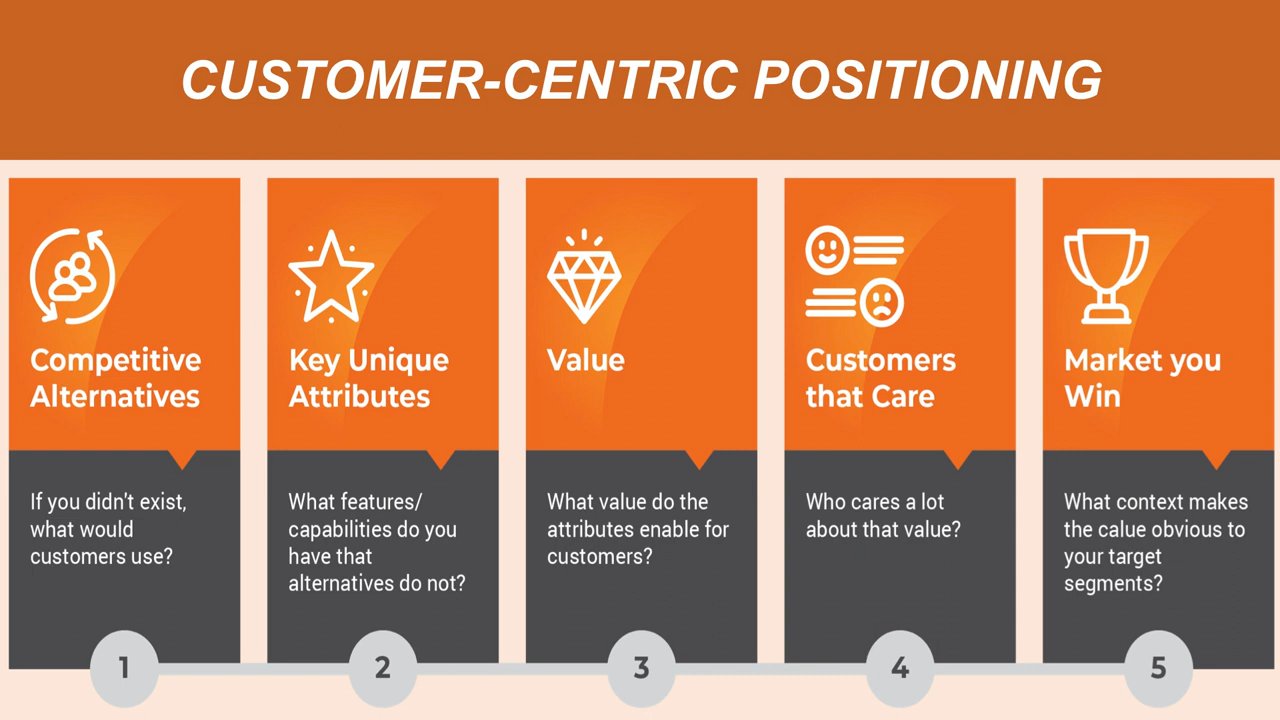 CUSTOMER-CENTRIC POSITIONING
Competitive
Alternatives
If you didn't exist,
what would
customers use?
1
Key Unique
Attributes
What features/
capabilities do you
have that
alternatives do not?
2
Value
What value do the
attributes enable for
customers?
3
Customers
that Care
Who cares a lot
about that value?
4
Market you
Win
What context makes
the calue obvious to
your target
segments?
5